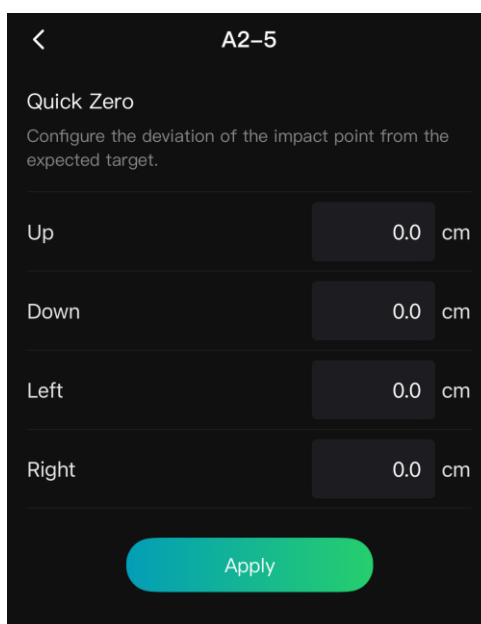 A2-5
Quick Zero
Configure the deviation of the impact point from the
expected target.
Up 0.0 cm
Down 0.0 cm
Left 0.0 cm
Right 0.0 cm
Apply